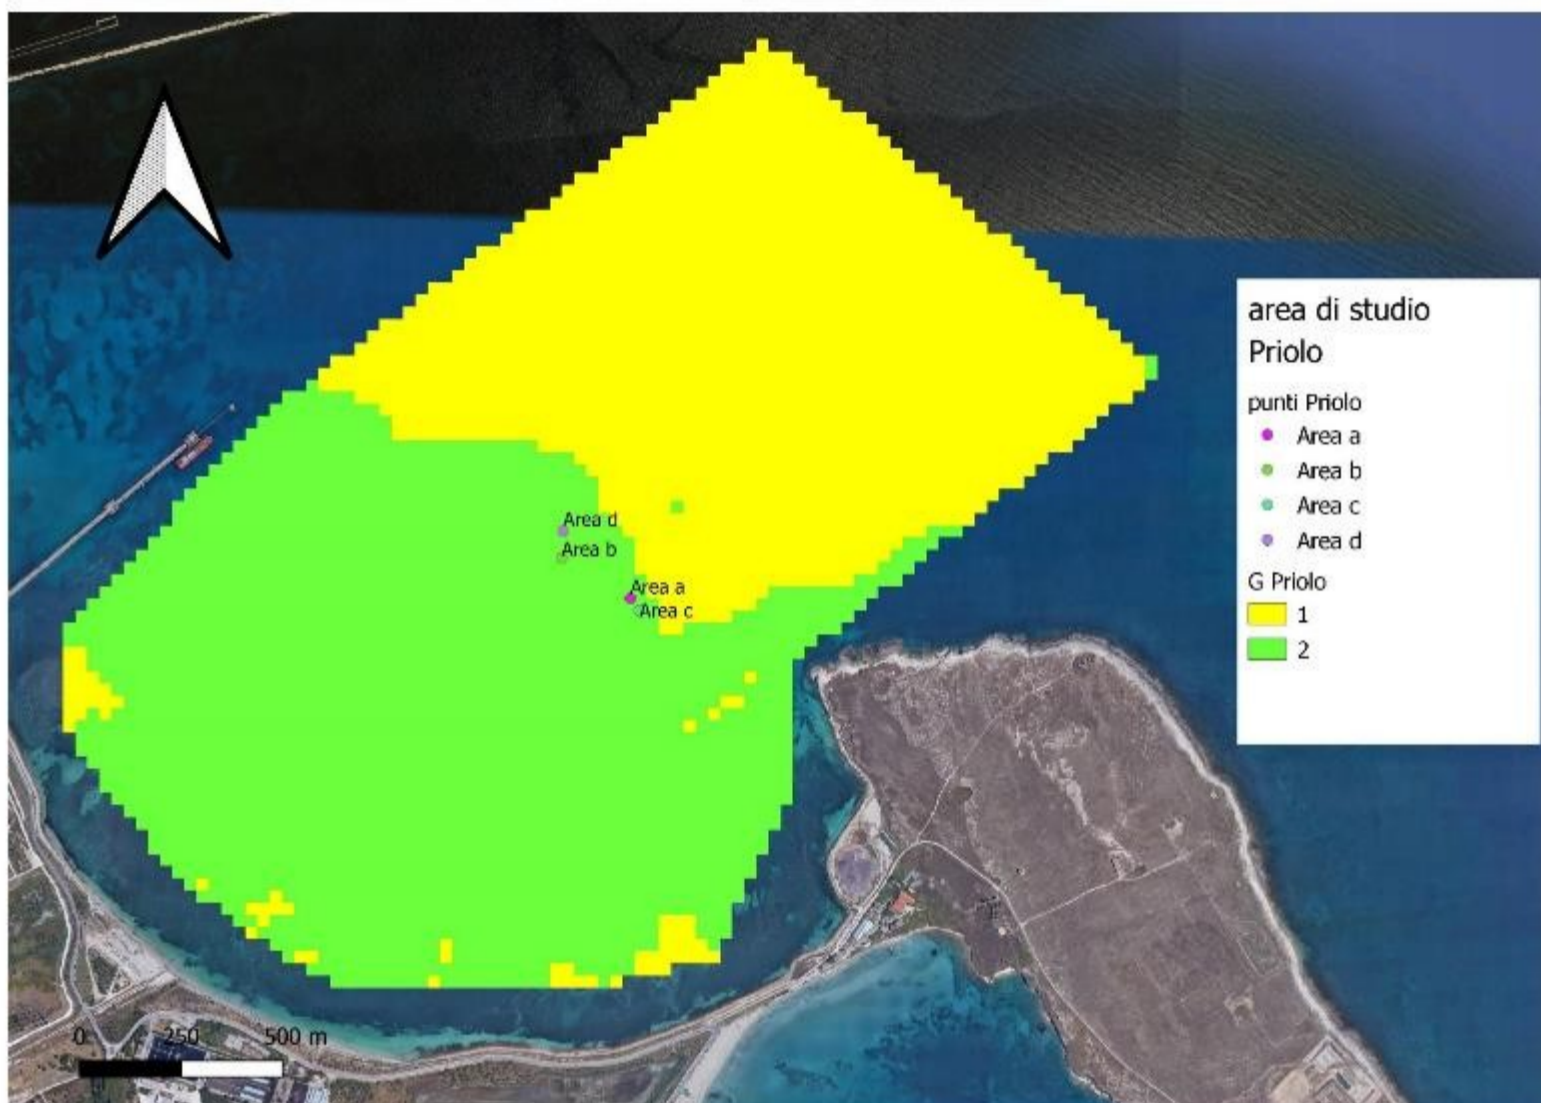 area di studio
Priolo
punti Priolo
Area a
Area b
Area c
Area d
G Priolo
1
2
Area d
Area b
Area a
Area c
0 250 500 m